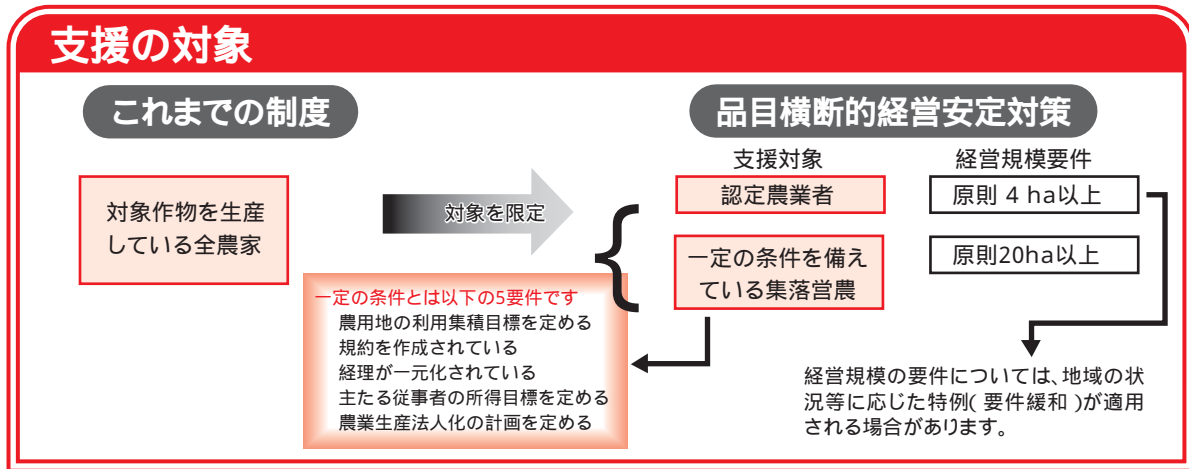 支援の対象
これまでの制度
対象作物を生産
している全農家
対象を限定
品目横断的経営安定対策
支援対象
経営規模要件
認定農業者
原則 4 ha以上
一定の条件を備え
ている集落営農
原則20ha以上
一定の条件とは以下の5要件です
農用地の利用集積目標を定める
規約を作成されている
経理が一元化されている
主たる従事者の所得目標を定める
農業生産法人化の計画を定める
経営規模の要件については、地域の状
況等に応じた特例( 要件緩和 )が適用
される場合があります。